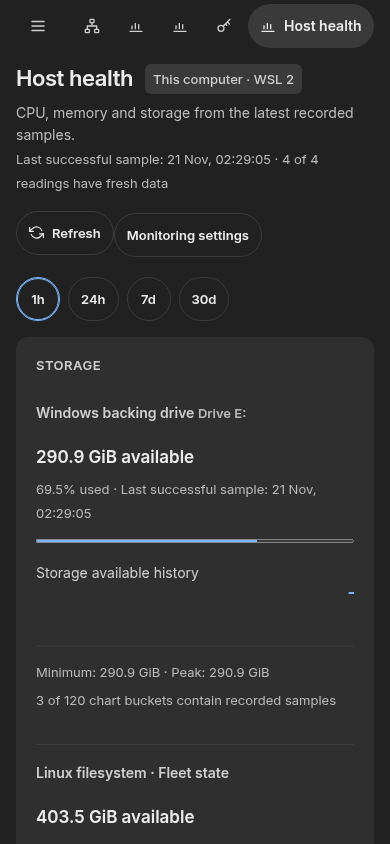 Host health
Host health This computer · WSL 2
CPU, memory and storage from the latest recorded
samples.
Last successful sample: 21 Nov, 02:29:05 · 4 of 4
readings have fresh data
Refresh Monitoring settings
1h 24h 7d 30d
STORAGE
Windows backing drive Drive E:
290.9 GiB available
69.5% used · Last successful sample: 21 Nov,
02:29:05
Storage available history
Minimum: 290.9 GiB · Peak: 290.9 GiB
3 of 120 chart buckets contain recorded samples
Linux filesystem · Fleet state
403.5 GiB available